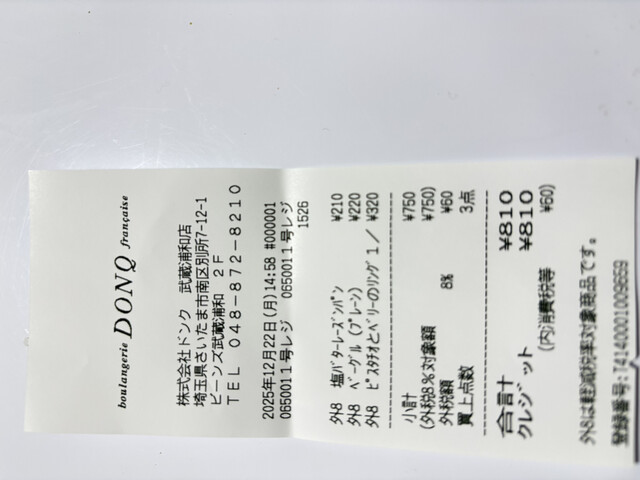 boulangerie DONQ française
株式会社ドンク 武蔵浦和店
埼玉県さいたま市南区別所7-12-1
ビーンズ武蔵浦和 2F
TEL 048-872-8210
2025年12月22日(月)14:58 #000001
065001 1号レジ 065001 1号レジ
1526
外8 塩バターレーズンパン ¥210
外8 ベーグル (プレーン) ¥220
外8 ピスタチオとベリーのリング1/ ¥320
小計 ¥750
(外税8%対象額 ¥750)
外税額 8% ¥60
買上点数 3点
合計 ¥810
クレジット ¥810
(内消費税等 ¥60)
外8は軽減税率対象商品です。
登録番号:T4140001009659